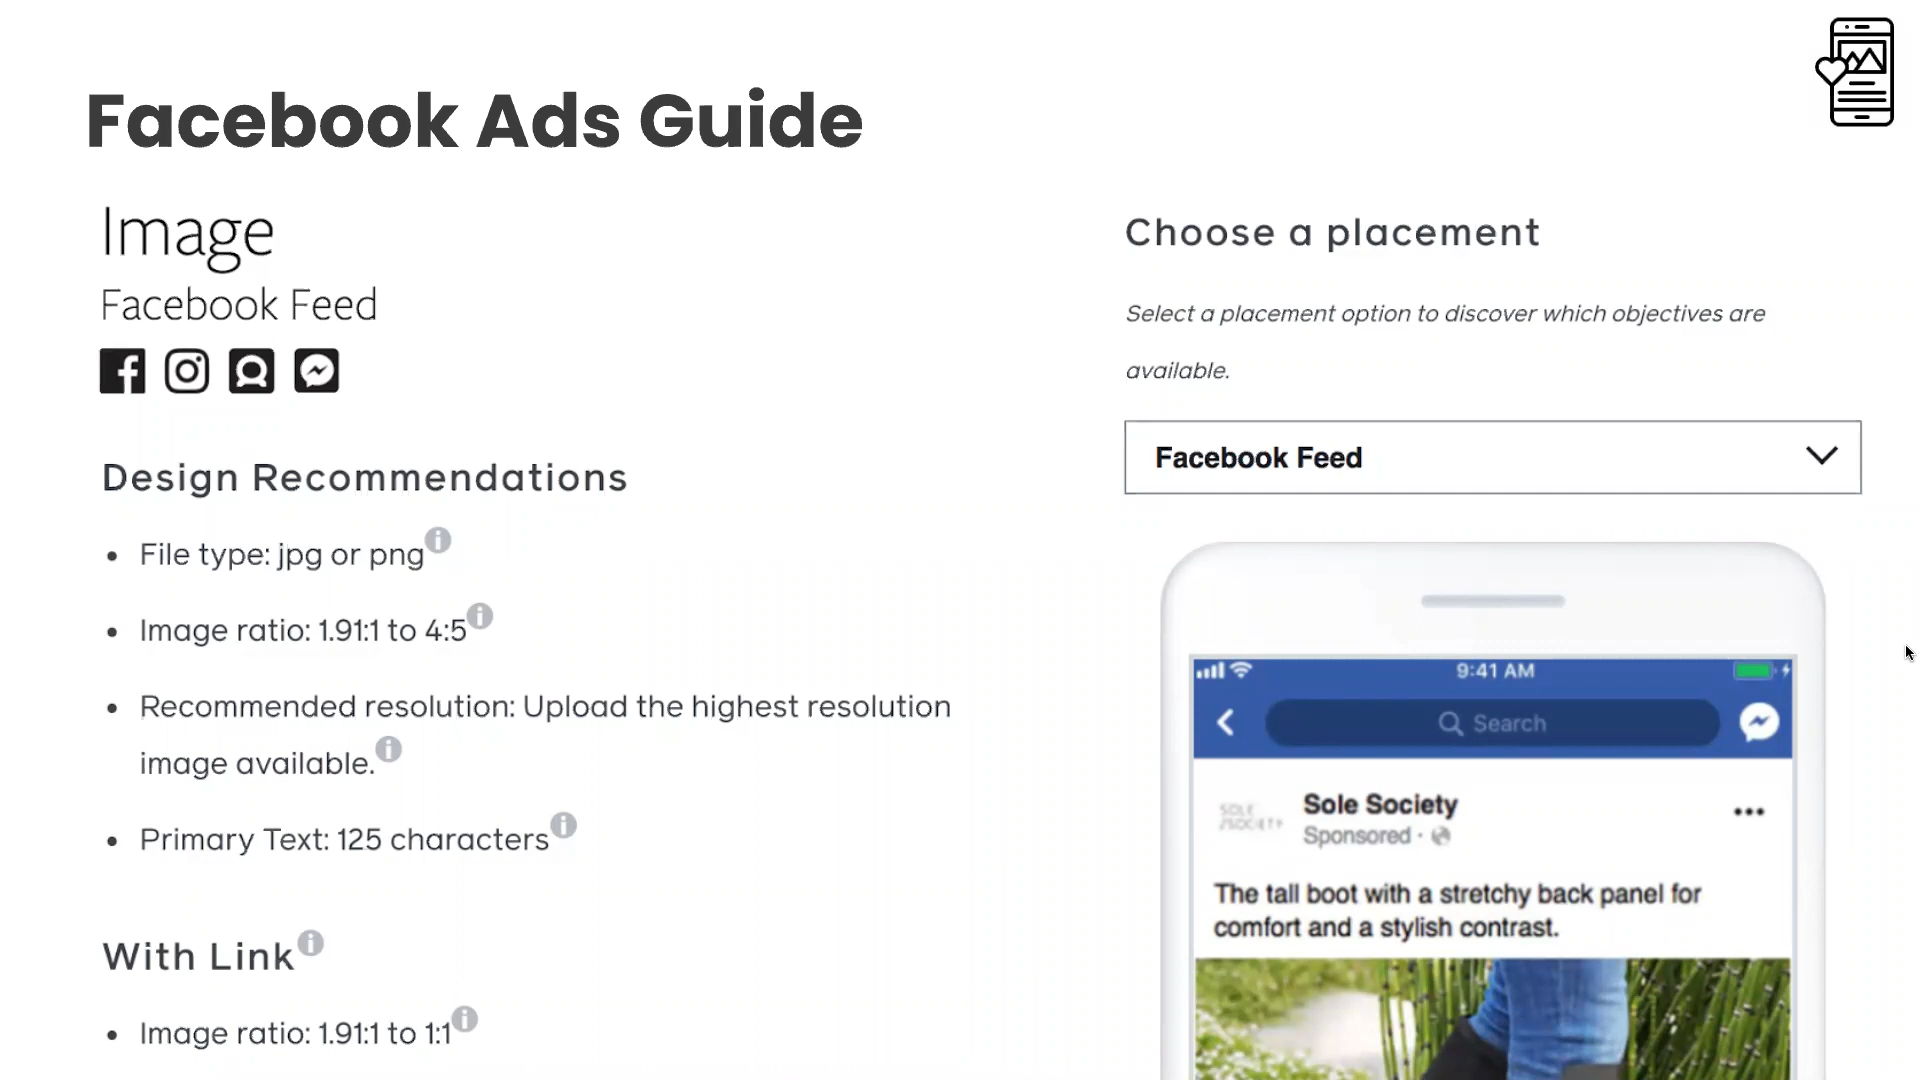 Facebook Ads Guide
Image
Facebook Feed
Design Recommendations
• File type: jpg or png
• Image ratio: 1.91:1 to 4:5
• Recommended resolution: Upload the highest resolution
image available.
• Primary Text: 125 characters
With Link
• Image ratio: 1.91:1 to 1:1
Choose a placement
Select a placement option to discover which objectives are
available.
Facebook Feed
9:41 AM
Search
SOLE
/SOCIETY
Sole Society
Sponsored ·
The tall boot with a stretchy back panel for
comfort and a stylish contrast.